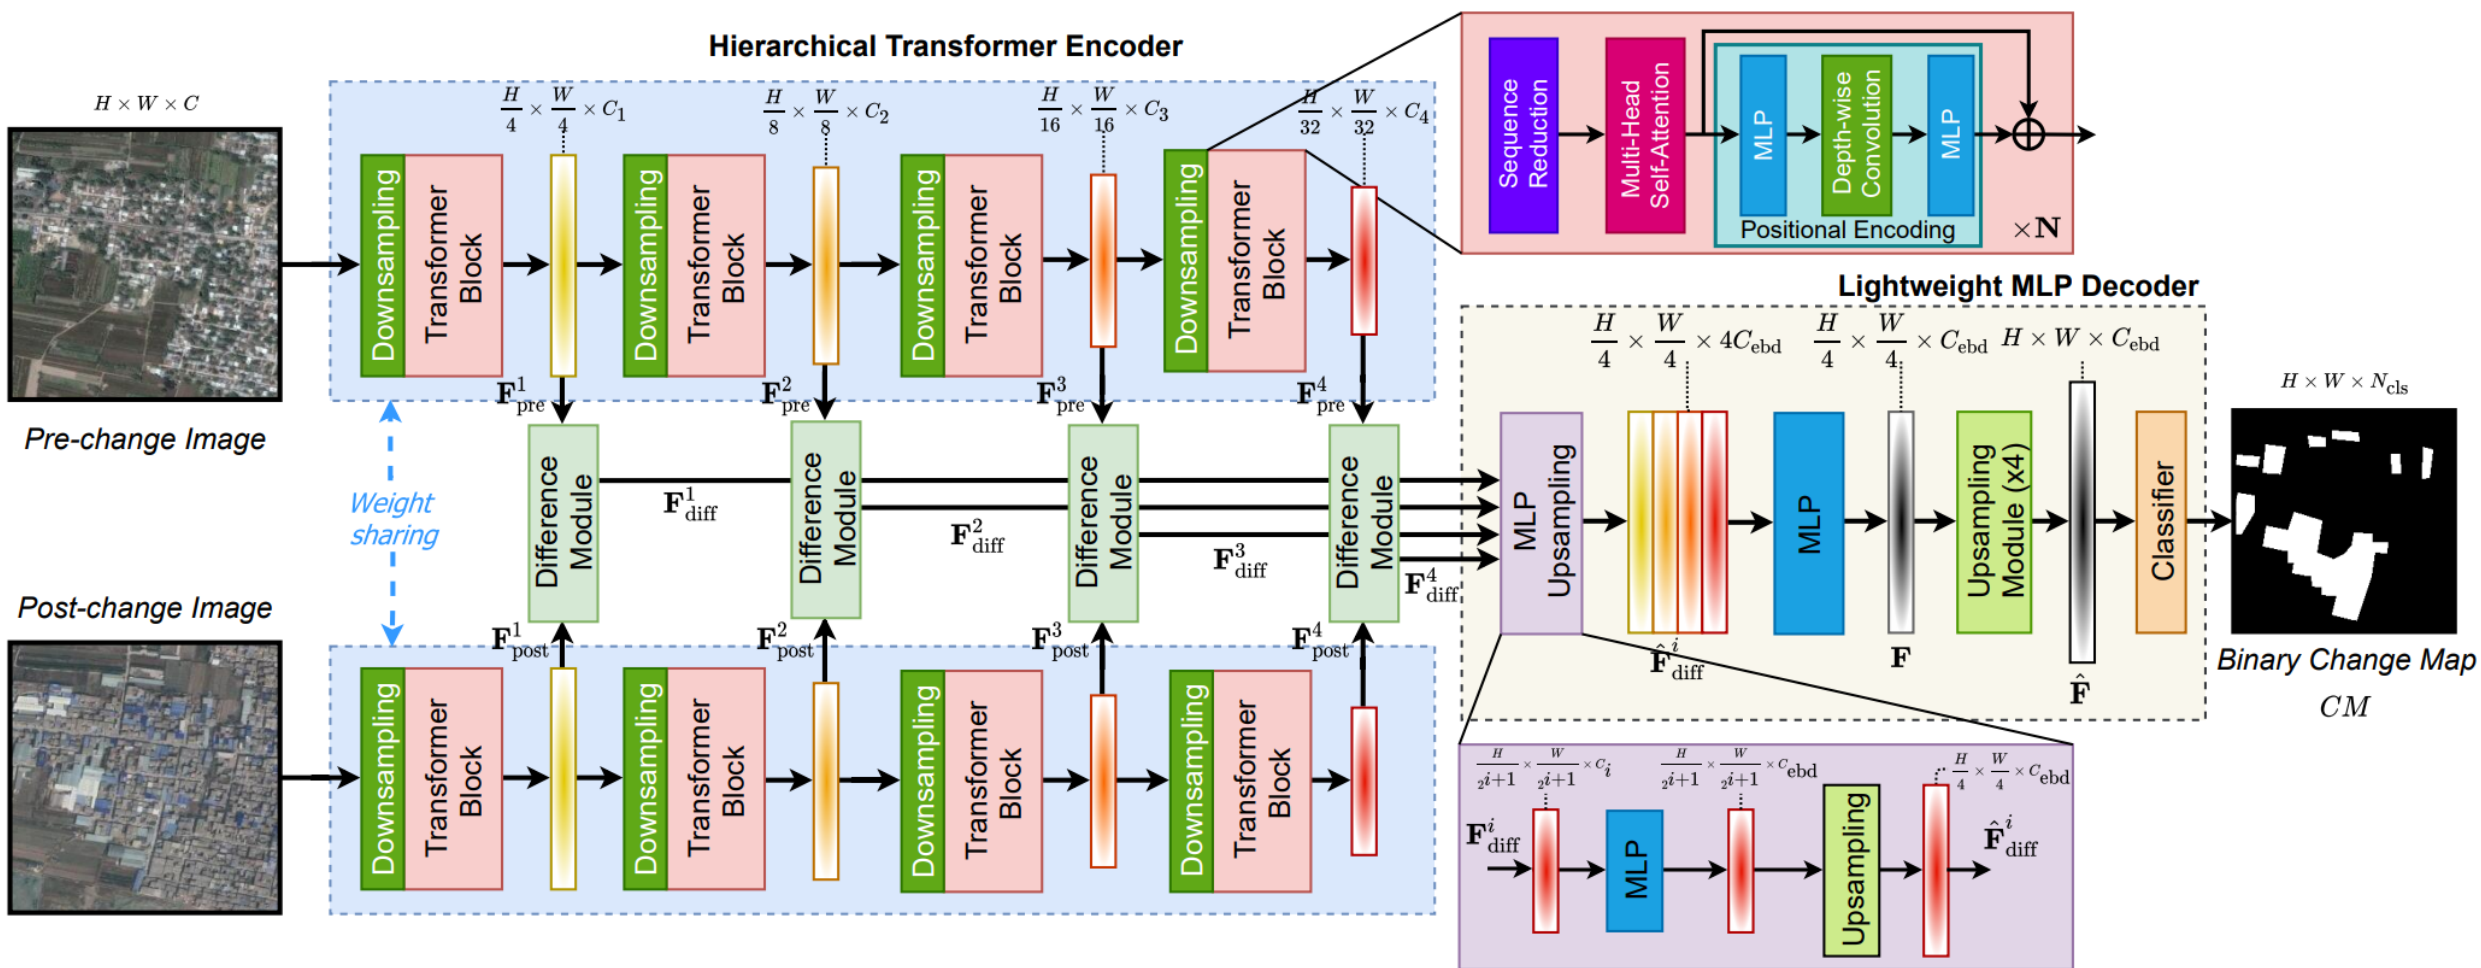 Hierarchical Transformer Encoder
H × W × C
Pre-change Image
H/4 × W/4 × C₁
H/8 × W/8 × C₂
H/16 × W/16 × C₃
H/32 × W/32 × C₄
Downsampling
Transformer Block
Downsampling
Transformer Block
Downsampling
Transformer Block
Downsampling
Transformer Block
Sequence Reduction
Multi-Head Self-Attention
MLP
Depth-wise Convolution
MLP
Positional Encoding
×N
F¹pre
F²pre
F³pre
F⁴pre
Weight
sharing
Difference Module
Difference Module
Difference Module
Difference Module
F¹diff
F²diff
F³diff
F⁴diff
Post-change Image
F¹post
F²post
F³post
F⁴post
Downsampling
Transformer Block
Downsampling
Transformer Block
Downsampling
Transformer Block
Downsampling
Transformer Block
Lightweight MLP Decoder
H/4 × W/4 × 4Cebd
H/4 × W/4 × Cebd
H × W × Cebd
MLP
Upsampling
F̂ⁱdiff
MLP
F
Upsampling Module (x4)
F̂
Classifier
H × W × Ncls
Binary Change Map
CM
H/2ⁱ⁺¹ × W/2ⁱ⁺¹ × Cᵢ
H/2ⁱ⁺¹ × W/2ⁱ⁺¹ × Cebd
H/4 × W/4 × Cebd
Fⁱdiff
MLP
Upsampling
F̂ⁱdiff